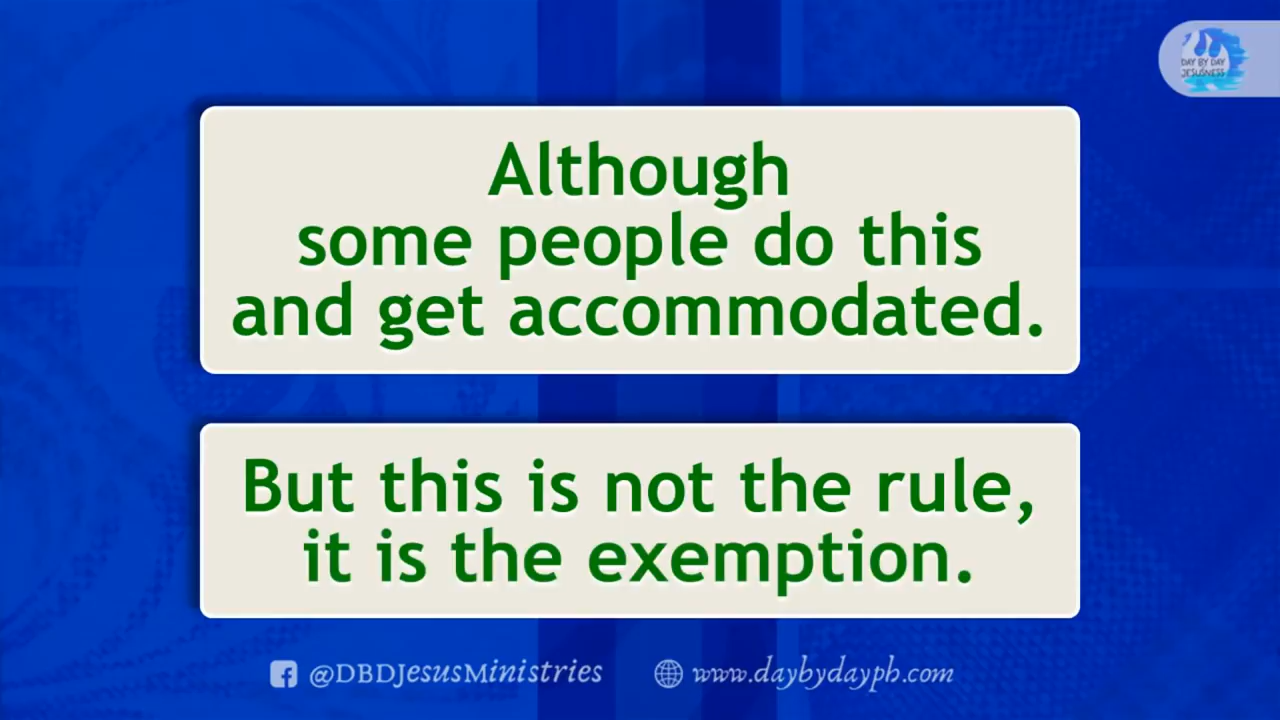 DAY BY DAY
JESUSNESS
Although
some people do this
and get accommodated.
But this is not the rule,
it is the exemption.
@DBDJesusMinistries
www.daybydayph.com